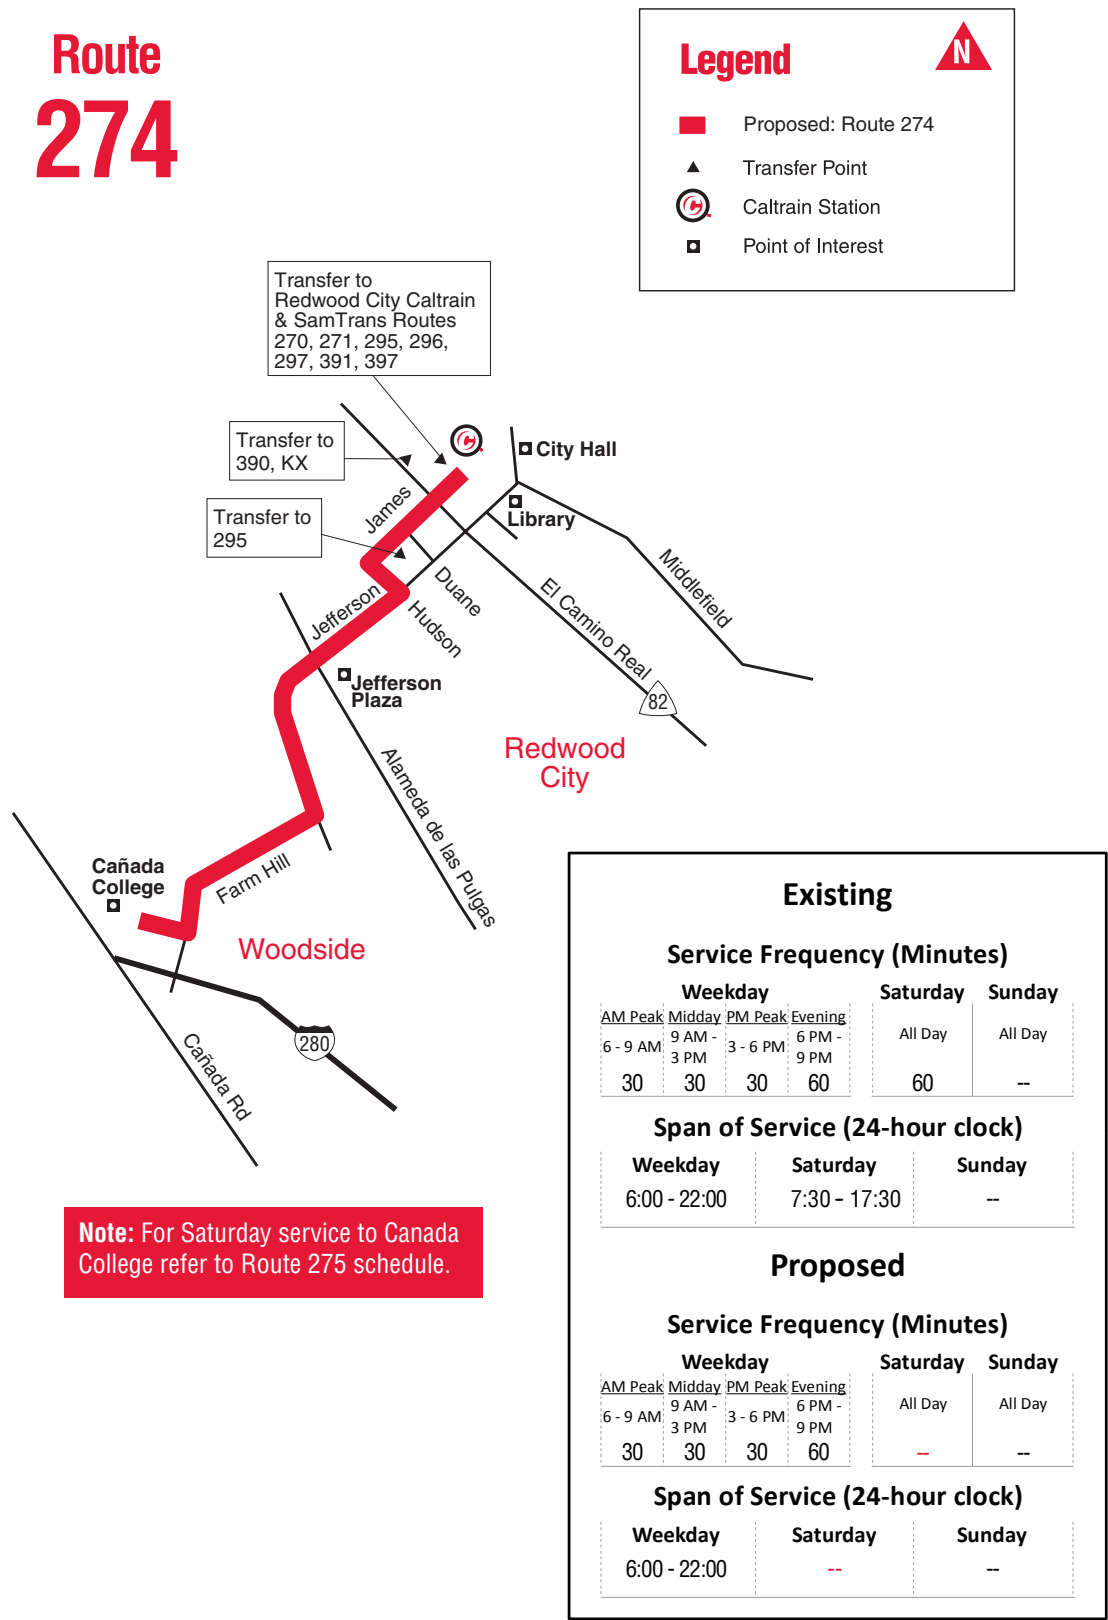 Route
274
Legend
N
Proposed: Route 274
Transfer Point
Caltrain Station
Point of Interest
Transfer to
Redwood City Caltrain
& SamTrans Routes
270, 271, 295, 296,
297, 391, 397
Transfer to
390, KX
Transfer to
295
City Hall
Library
James
Jefferson
Duane
Hudson
El Camino Real
Middlefield
82
Jefferson
Plaza
Redwood
City
Alameda de las Pulgas
Cañada
College
Farm Hill
Woodside
280
Cañada Rd
Note: For Saturday service to Canada
College refer to Route 275 schedule.
Existing
Service Frequency (Minutes)
Weekday Saturday Sunday
AM Peak Midday PM Peak Evening
6 - 9 AM 9 AM - 3 PM 3 - 6 PM 6 PM - 9 PM All Day All Day
30 30 30 60 60 --
Span of Service (24-hour clock)
Weekday Saturday Sunday
6:00 - 22:00 7:30 - 17:30 --
Proposed
Service Frequency (Minutes)
Weekday Saturday Sunday
AM Peak Midday PM Peak Evening
6 - 9 AM 9 AM - 3 PM 3 - 6 PM 6 PM - 9 PM All Day All Day
30 30 30 60 -- --
Span of Service (24-hour clock)
Weekday Saturday Sunday
6:00 - 22:00 -- --